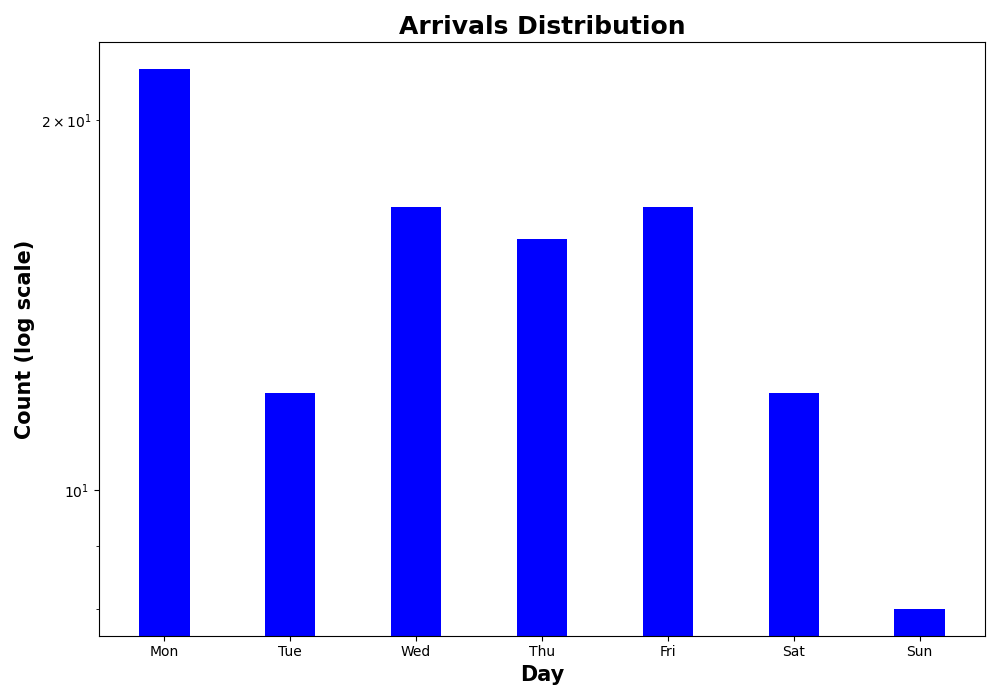 Arrivals Distribution
Count (log scale)
2 × 10¹
10¹
Mon Tue Wed Thu Fri Sat Sun
Day